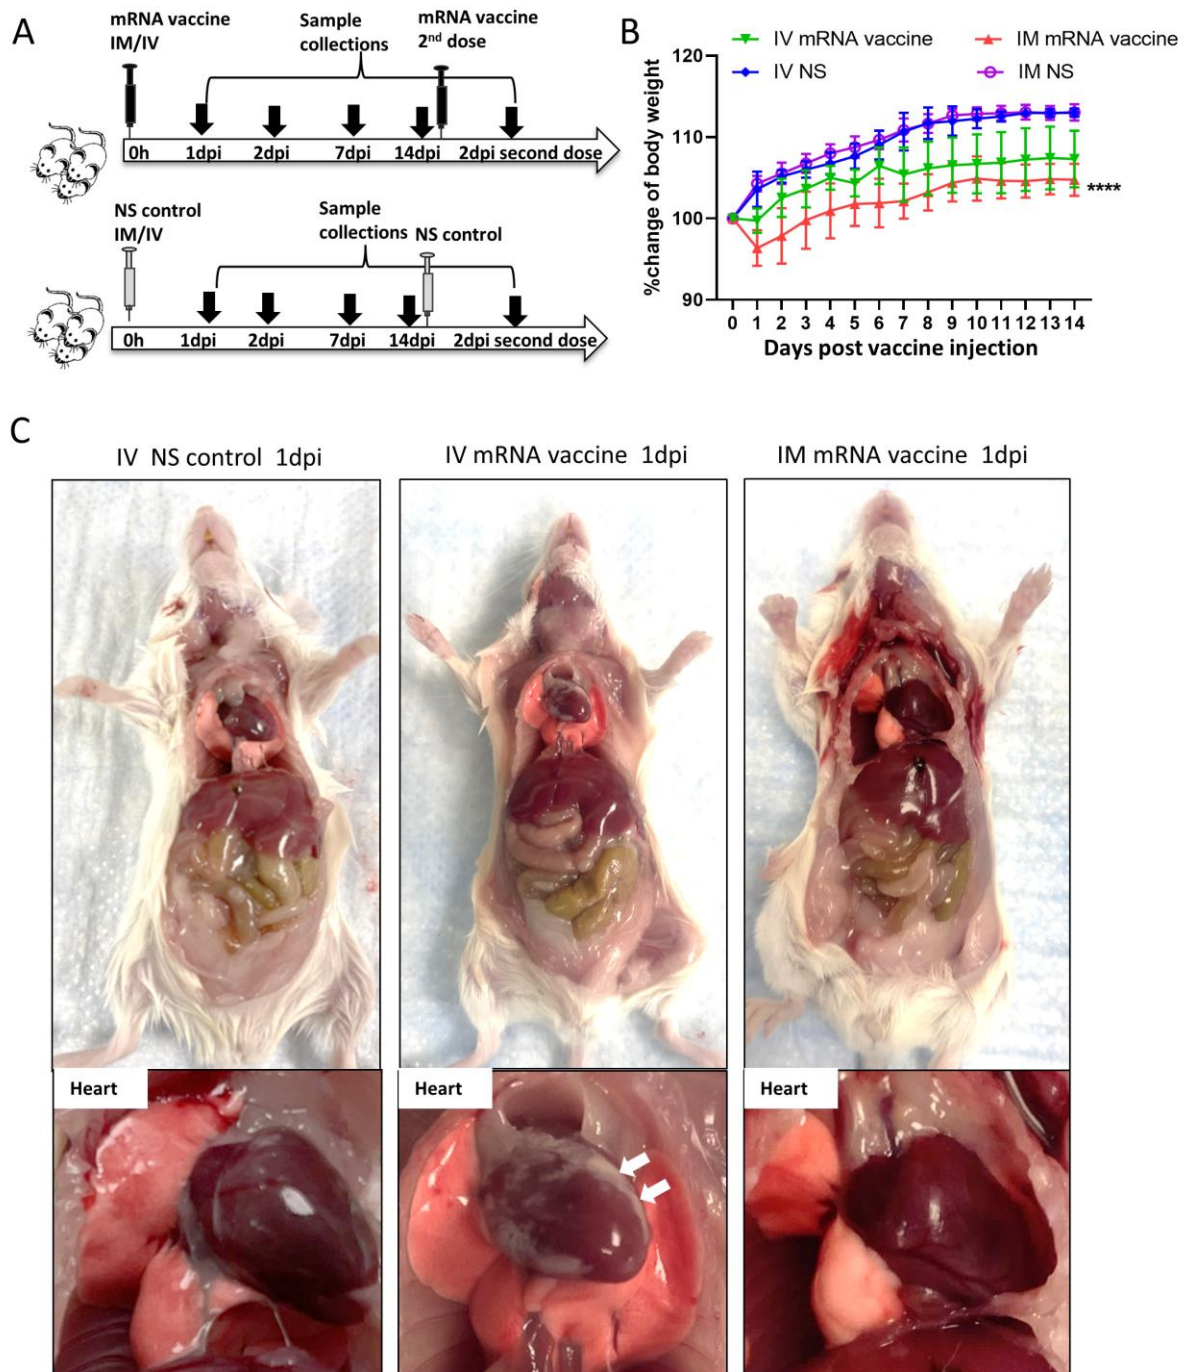 A
mRNA vaccine
IM/IV
Sample
collections
mRNA vaccine
2nd dose
0h
1dpi
2dpi
7dpi
14dpi
2dpi second dose
NS control
IM/IV
Sample
collections
NS control
0h
1dpi
2dpi
7dpi
14dpi
2dpi second dose
B
IV mRNA vaccine
IM mRNA vaccine
IV NS
IM NS
%change of body weight
120
110
100
90
****
0 1 2 3 4 5 6 7 8 9 10 11 12 13 14
Days post vaccine injection
C
IV NS control 1dpi
IV mRNA vaccine 1dpi
IM mRNA vaccine 1dpi
Heart
Heart
Heart